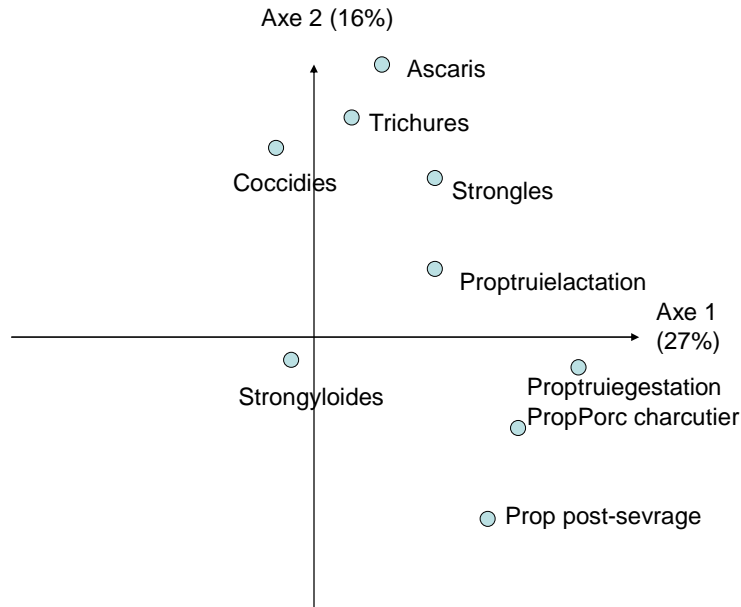 Axe 2 (16%)
Ascaris
Trichures
Coccidies
Strongles
Proptruielactation
Axe 1
(27%)
Strongyloides
Proptruiegestation
PropPorc charcutier
Prop post-sevrage